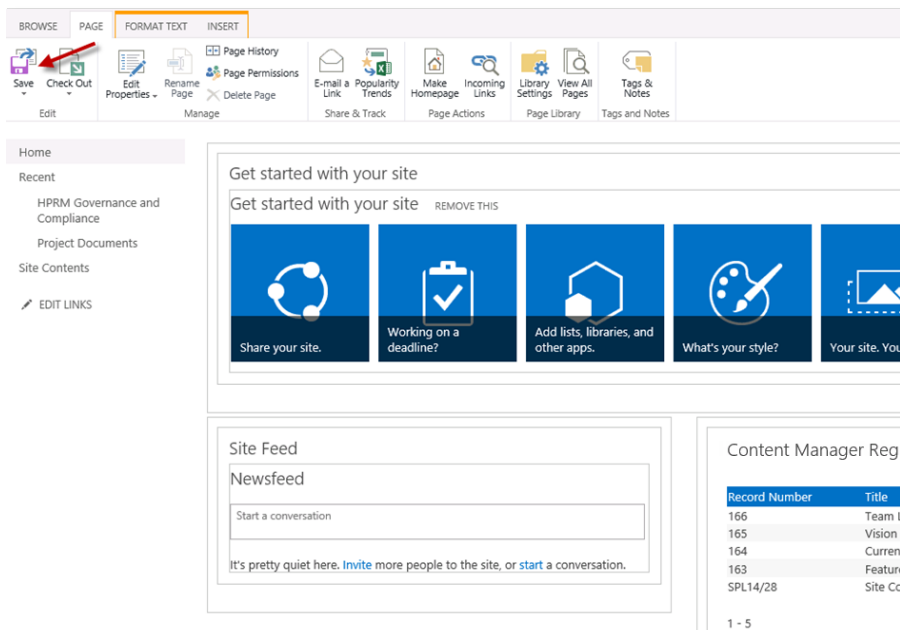 BROWSE PAGE FORMAT TEXT INSERT
Save Check Out
Edit Properties
Rename Page
Page History
Page Permissions
Delete Page
E-mail a Link
Popularity Trends
Make Homepage
Incoming Links
Library Settings
View All Pages
Tags & Notes
Edit Manage Share & Track Page Actions Page Library Tags and Notes
Home
Recent
HPRM Governance and
Compliance
Project Documents
Site Contents
EDIT LINKS
Get started with your site
Get started with your site REMOVE THIS
Share your site.
Working on a
deadline?
Add lists, libraries, and
other apps.
What's your style?
Your site. You
Site Feed
Newsfeed
Start a conversation
It's pretty quiet here. Invite more people to the site, or start a conversation.
Content Manager Reg
Record Number Title
166 Team L
165 Vision
164 Curren
163 Featur
SPL14/28 Site Co
1 - 5